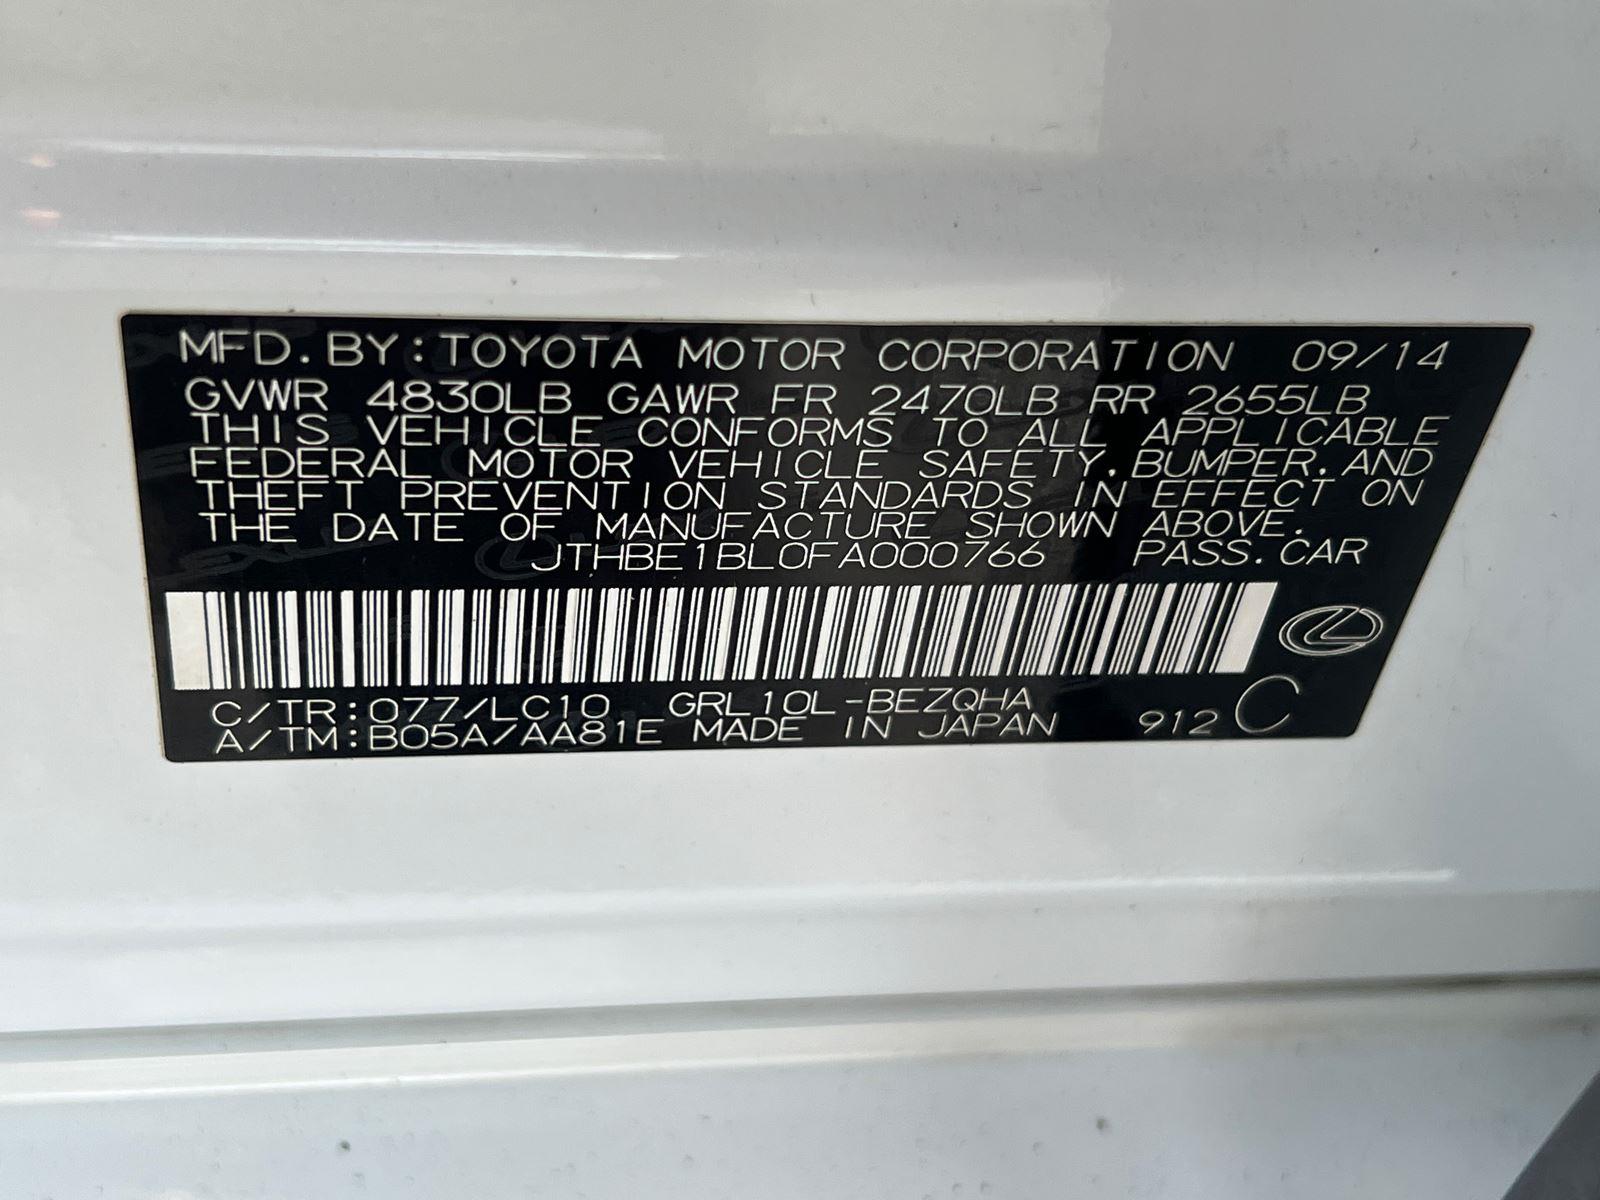 MFD. BY: TOYOTA MOTOR CORPORATION 09/14
GVWR 4830LB GAWR FR 2470LB RR 2655LB
THIS VEHICLE CONFORMS TO ALL APPLICABLE
FEDERAL MOTOR VEHICLE SAFETY, BUMPER, AND
THEFT PREVENTION STANDARDS IN EFFECT ON
THE DATE OF MANUFACTURE SHOWN ABOVE.
JTHBE1BL0FA000766 PASS. CAR
C/TR: 077/LC10 GRL10L-BEZQHA
A/TM: B05A/AA81E MADE IN JAPAN 912 C